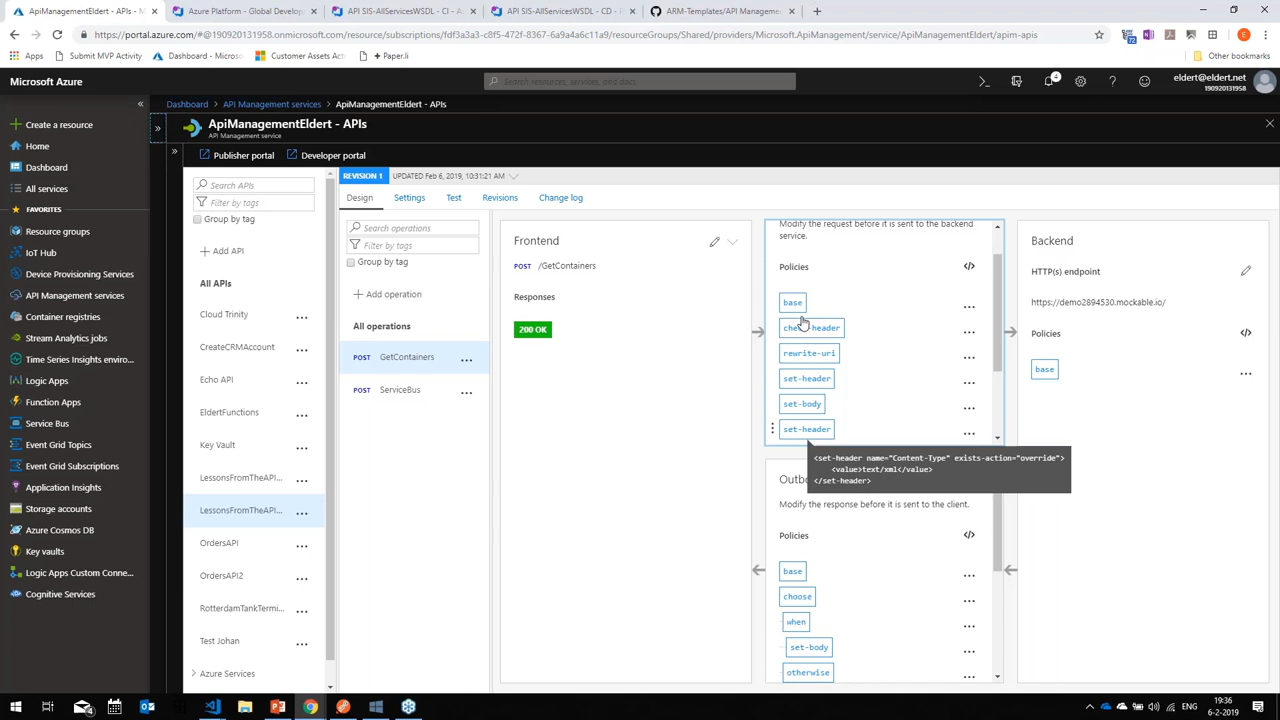 ApiManagementEldert - APIs - M
Azure Platform - Global Develop
API SIS-AllServicesWSDL - CI - A
API SIS-AllServicesWSDL - CD - P
ARM-Templates/API Managemen
https://portal.azure.com/#@190920131958.onmicrosoft.com/resource/subscriptions/fdf3a3a3-c8f5-472f-8367-6a9a4a6c11a9/resourceGroups/Shared/providers/Microsoft.ApiManagement/service/ApiManagementEldert/apim-apis
72
E
Apps
Submit MVP Activity
Dashboard - Microso
Customer Assets
Paper.li
Other bookmarks
Microsoft Azure
Search resources, services, and docs
4
eldert@eldert.net
190920131958
Create a resource
Home
Dashboard
All services
FAVORITES
Resource groups
IoT Hub
Device Provisioning Services
API Management services
Container registries
Stream Analytics jobs
Time Series Insights enviro...
Logic Apps
Function Apps
Service Bus
Event Grid Topics
Event Grid Subscriptions
Application Insights
Storage accounts
Azure Cosmos DB
Key vaults
Logic Apps Custom Conne...
Cognitive Services
Dashboard > API Management services > ApiManagementEldert - APIs
ApiManagementEldert - APIs
API Management service
Publisher portal
Developer portal
Search APIs
Filter by tags
Group by tag
+ Add API
All APIs
Cloud Trinity
CreateCRMAccount
Echo API
EldertFunctions
Key Vault
LessonsFromTheAPI...
LessonsFromTheAPI...
OrdersAPI
OrdersAPI2
RotterdamTankTermi...
Test Johan
Azure Services
REVISION 1
UPDATED Feb 6, 2019, 10:31:21 AM
Design
Settings
Test
Revisions
Change log
Search operations
Filter by tags
Group by tag
+ Add operation
All operations
POST GetContainers
POST ServiceBus
Frontend
POST /GetContainers
Responses
200 OK
Modify the request before it is sent to the backend
service.
Policies
</>
base
rewrite-uri
set-header
set-body
set-header
<set-header name="Content-Type" exists-action="override">
<value>text/xml</value>
</set-header>
Outbo
Modify the response before it is sent to the client.
Policies
</>
base
choose
when
set-body
otherwise
Backend
HTTP(s) endpoint
https://demo2894530.mockable.io/
Policies
</>
base
ENG
19:36
6-2-2019